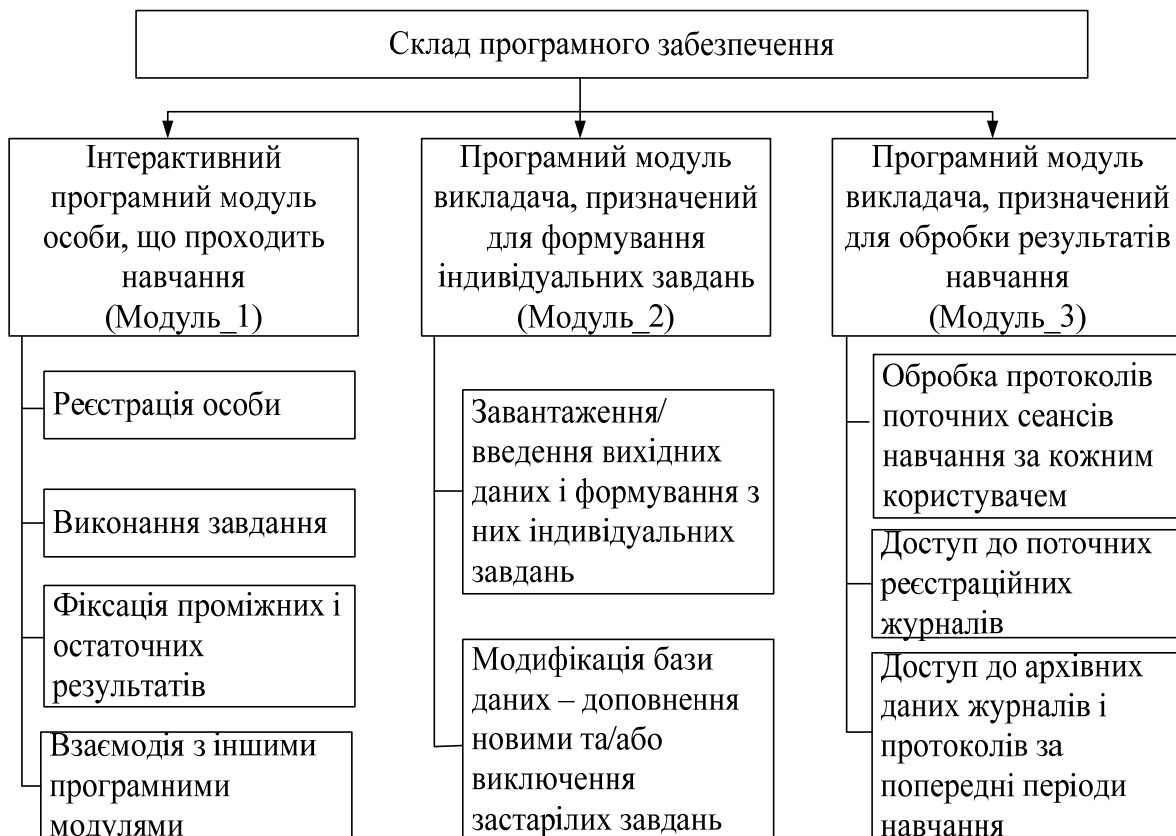 Склад програмного забезпечення
Інтерактивний
програмний модуль
особи, що проходить
навчання
(Модуль_1)
Реєстрація особи
Виконання завдання
Фіксація проміжних і
остаточних
результатів
Взаємодія з іншими
програмними
модулями
Програмний модуль
викладача, призначений
для формування
індивідуальних завдань
(Модуль_2)
Завантаження/
введення вихідних
даних і формування з
них індивідуальних
завдань
Модифікація бази
даних – доповнення
новими та/або
виключення
застарілих завдань
Програмний модуль
викладача, призначений
для обробки результатів
навчання
(Модуль_3)
Обробка протоколів
поточних сеансів
навчання за кожним
користувачем
Доступ до поточних
реєстраційних
журналів
Доступ до архівних
даних журналів і
протоколів за
попередні періоди
навчання